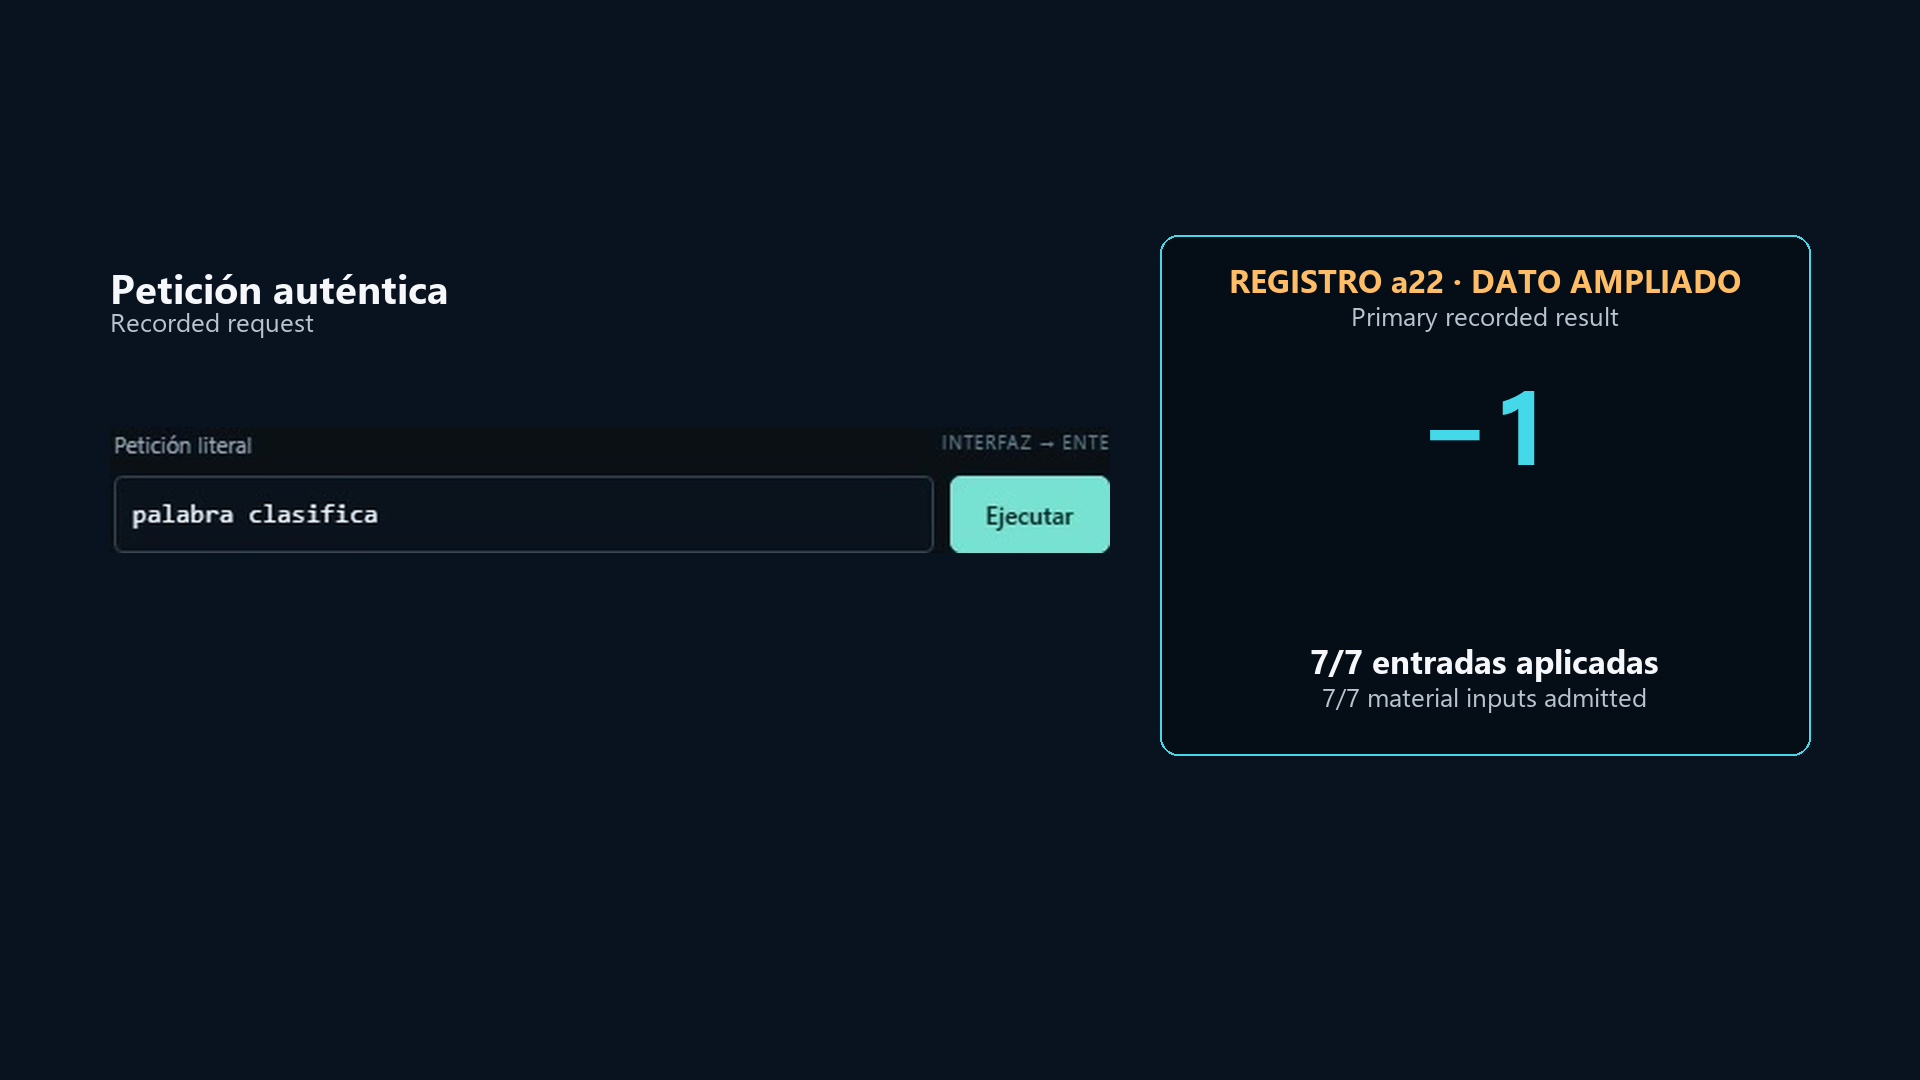 Petición auténtica
Recorded request
Petición literal
INTERFAZ → ENTE
palabra clasifica
Ejecutar
REGISTRO a22 · DATO AMPLIADO
Primary recorded result
−1
7/7 entradas aplicadas
7/7 material inputs admitted